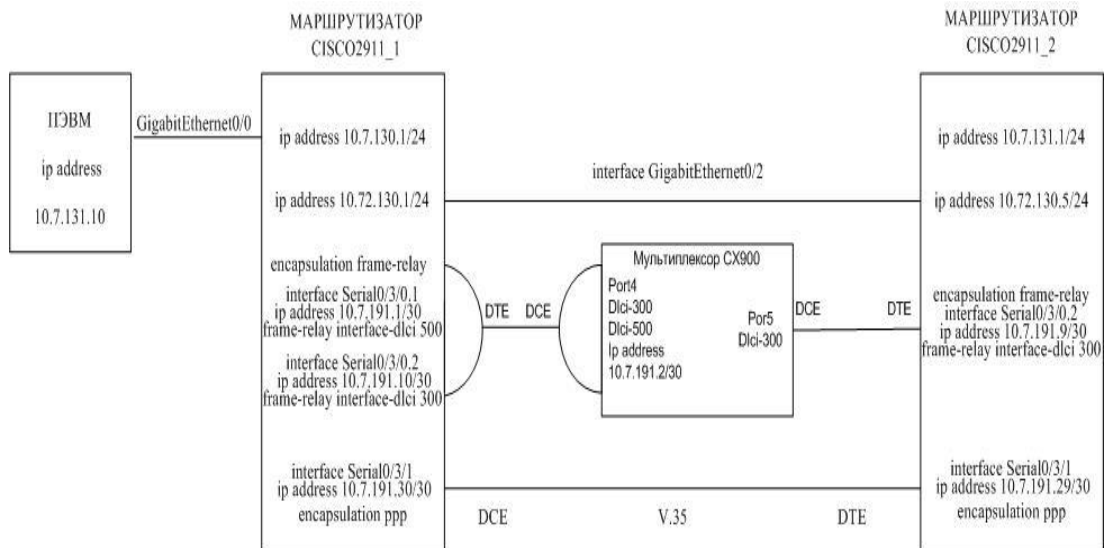 МАРШРУТИЗАТОР
CISCO2911_1
МАРШРУТИЗАТОР
CISCO2911_2
ПЭВМ
ip address
10.7.131.10
GigabitEthernet0/0
ip address 10.7.130.1/24
ip address 10.72.130.1/24
encapsulation frame-relay
interface Serial0/3/0.1
ip address 10.7.191.1/30
frame-relay interface-dlci 500
interface Serial0/3/0.2
ip address 10.7.191.10/30
frame-relay interface-dlci 300
interface Serial0/3/1
ip address 10.7.191.30/30
encapsulation ppp
interface GigabitEthernet0/2
DTE
DCE
Мультиплексор СХ900
Port4
Dlci-300
Dlci-500
Ip address
10.7.191.2/30
Por5
Dlci-300
DCE
DTE
DCE
V.35
DTE
ip address 10.7.131.1/24
ip address 10.72.130.5/24
encapsulation frame-relay
interface Serial0/3/0.2
ip address 10.7.191.9/30
frame-relay interface-dlci 300
interface Serial0/3/1
ip address 10.7.191.29/30
encapsulation ppp